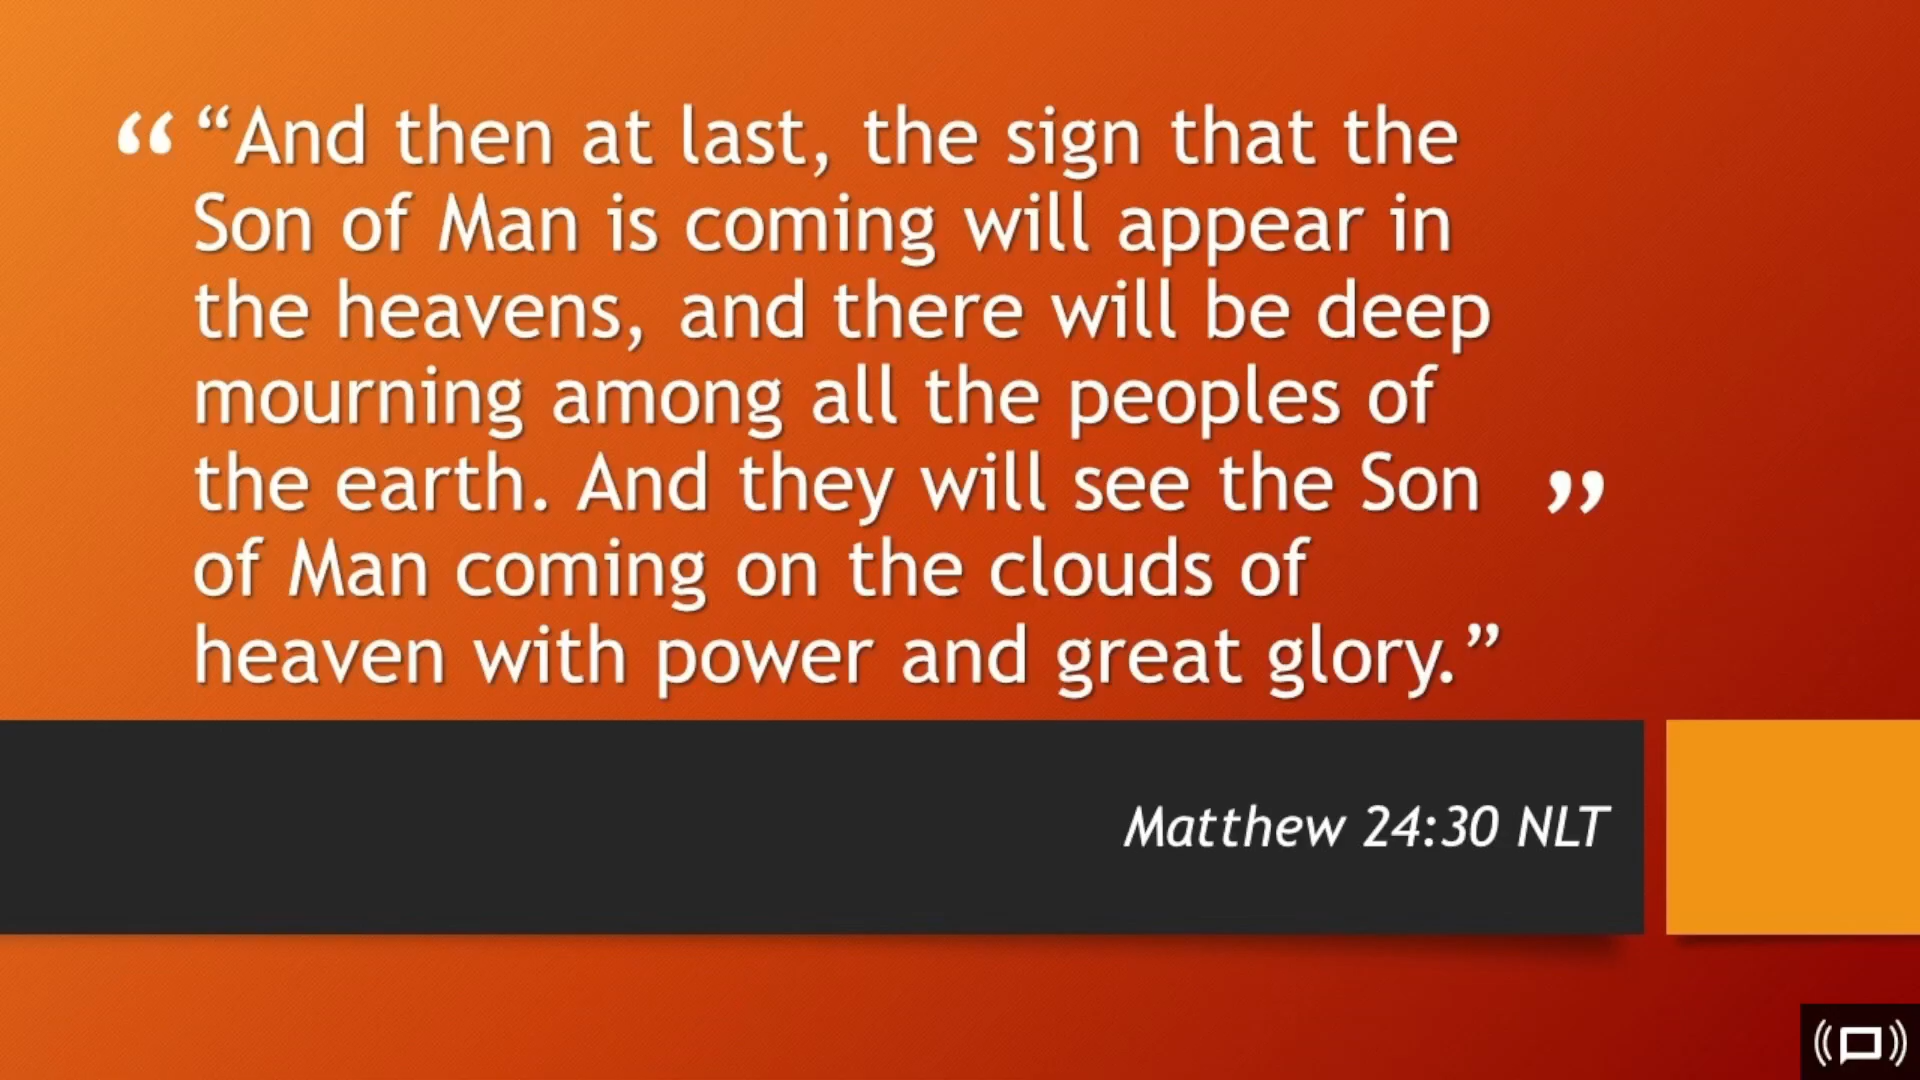 “ “And then at last, the sign that the
Son of Man is coming will appear in
the heavens, and there will be deep
mourning among all the peoples of
the earth. And they will see the Son ”
of Man coming on the clouds of
heaven with power and great glory.”
Matthew 24:30 NLT